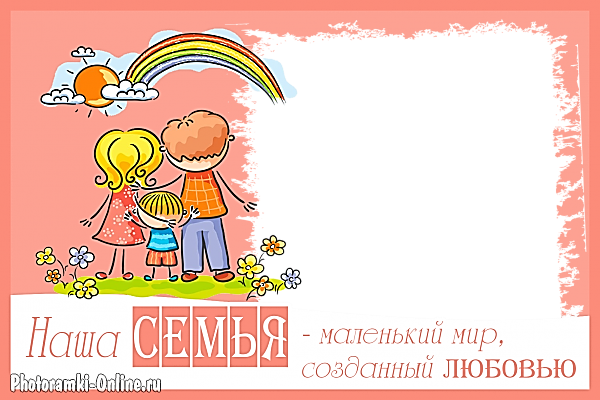 Наша СЕМЬЯ - маленький мир,
созданный ЛЮБОВЬЮ
Photoramki-Online.ru